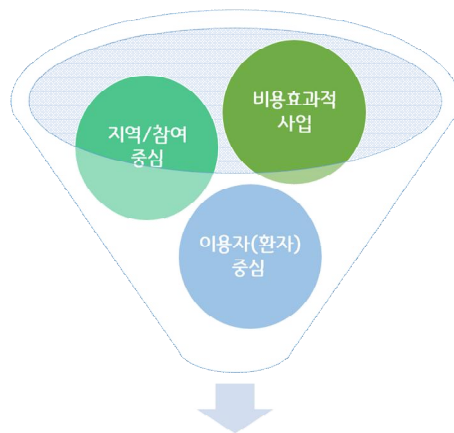 비용효과적
사업
지역/참여
중심
이용자(환자)
중심